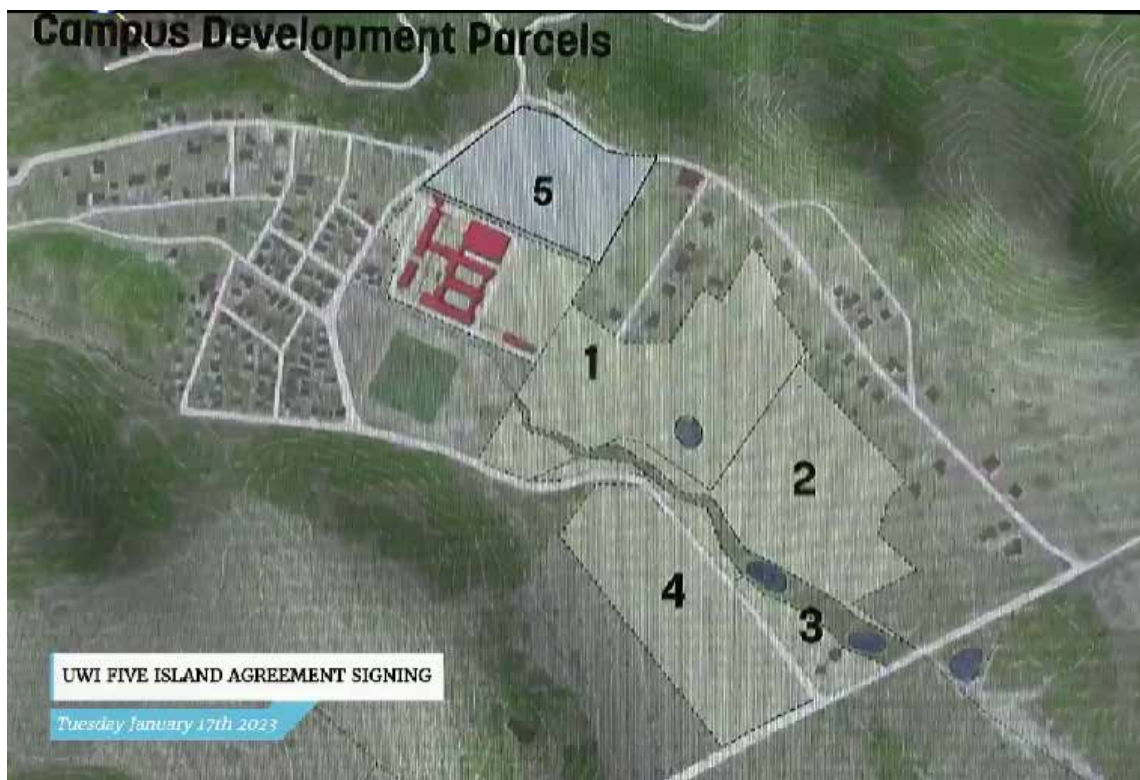 Campus Development Parcels
5
1
2
4
3
UWI FIVE ISLAND AGREEMENT SIGNING
Tuesday January 17th 2023